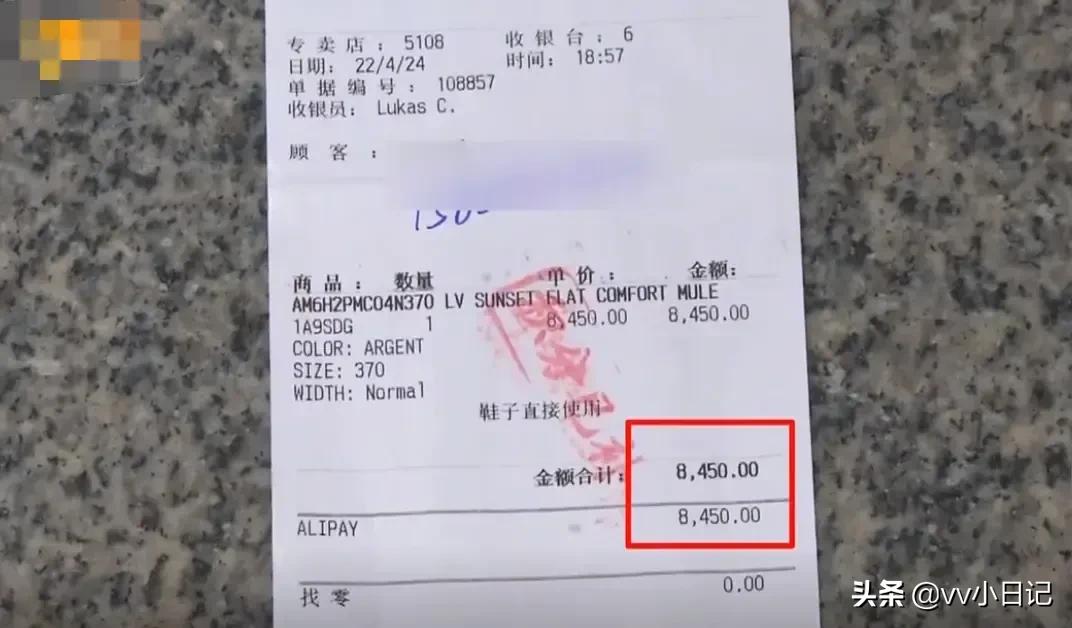 专卖店： 5108 收银台： 6
日期： 22/4/24 时间： 18:57
单据编号： 108857
收银员： Lukas C.
顾客：
商品： 数量 单价： 金额：
AM6H2PMC04N370 LV SUNSET FLAT COMFORT MULE
1A9SDG 1 8,450.00 8,450.00
COLOR: ARGENT
SIZE: 370
WIDTH: Normal
鞋子直接使用
金额合计： 8,450.00
ALIPAY 8,450.00
找零 0.00
头条 @vv小日记